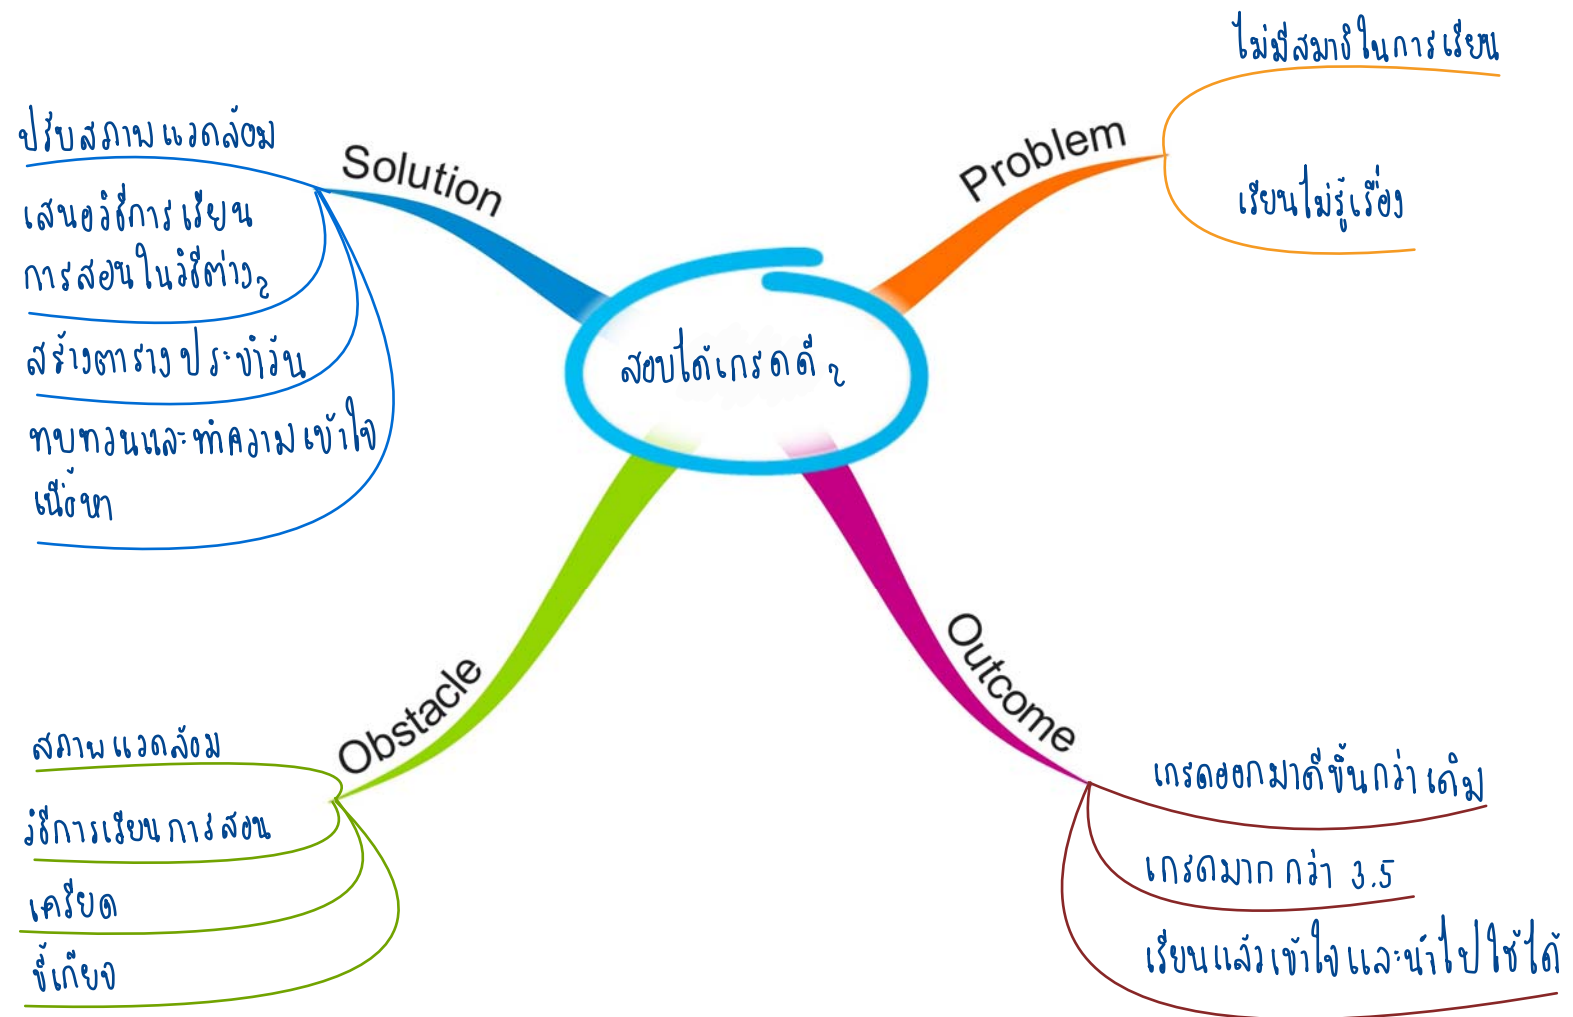 สอบได้เกรดดีๆ
Problem
ไม่มีสมาธิในการเรียน
เรียนไม่รู้เรื่อง
Solution
ปรับสภาพแวดล้อม
เสนอวิธีการเรียน
การสอนในวิธีต่างๆ
สร้างตารางประจำวัน
ทบทวนและทำความเข้าใจ
เนื้อหา
Obstacle
สภาพแวดล้อม
วิธีการเรียนการสอน
เครียด
ขี้เกียจ
Outcome
เกรดออกมาดีขึ้นกว่าเดิม
เกรดมากกว่า 3.5
เรียนแล้วเข้าใจและนำไปใช้ได้